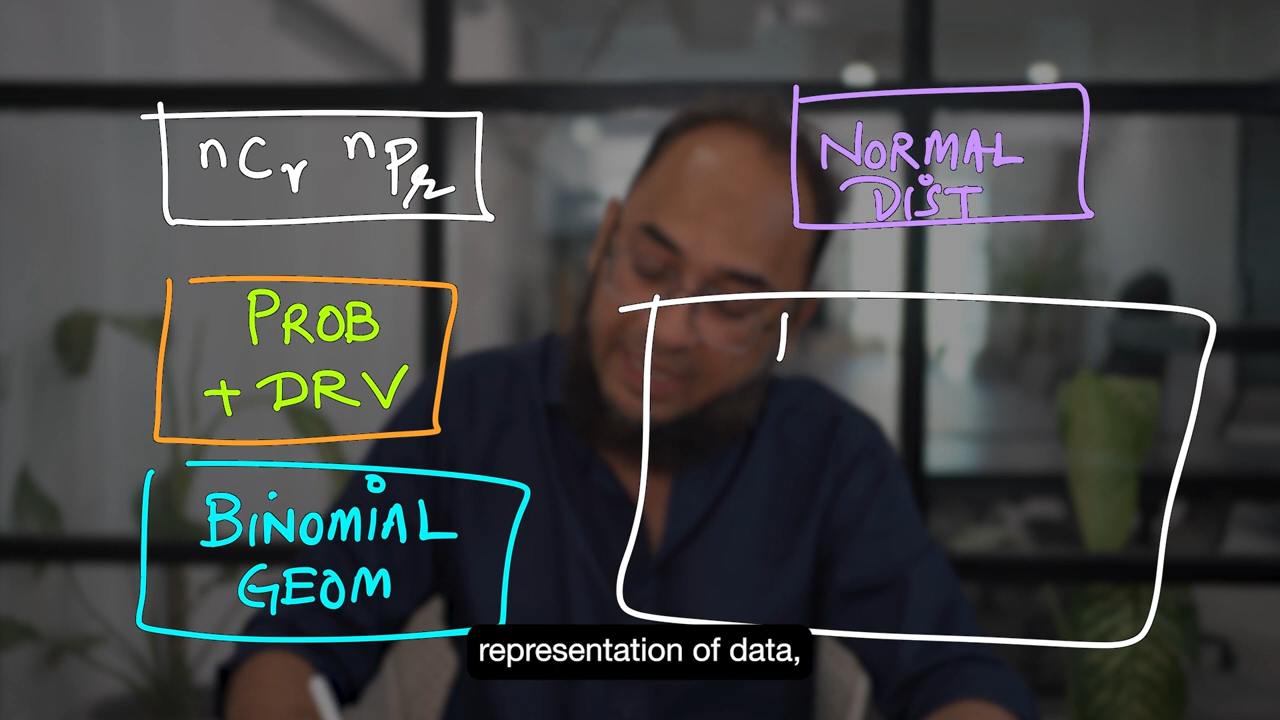 nCr nPr
PROB
+ DRV
BINOMIAL
GEOM
NORMAL
DIST
representation of data,